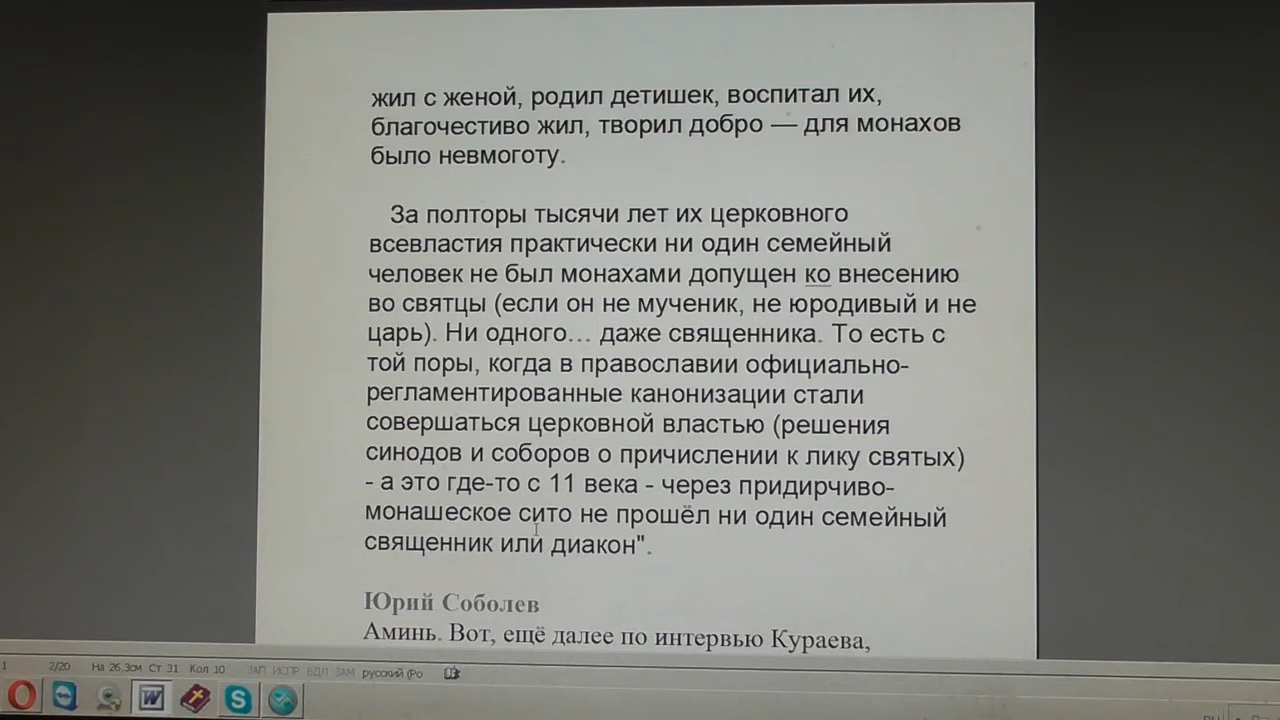 жил с женой, родил детишек, воспитал их,
благочестиво жил, творил добро — для монахов
было невмоготу.
За полторы тысячи лет их церковного
всевластия практически ни один семейный
человек не был монахами допущен ко внесению
во святцы (если он не мученик, не юродивый и не
царь). Ни одного... даже священника. То есть с
той поры, когда в православии официально-
регламентированные канонизации стали
совершаться церковной властью (решения
синодов и соборов о причислении к лику святых)
- а это где-то с 11 века - через придирчиво-
монашеское сито не прошёл ни один семейный
священник или диакон".
Юрий Соболев
Аминь. Вот, ещё далее по интервью Кураева,
1 2/20 На 26,3см Ст 31 Кол 10 ЗАП ИСПР ВДЛ ЗАМ русский (Ро